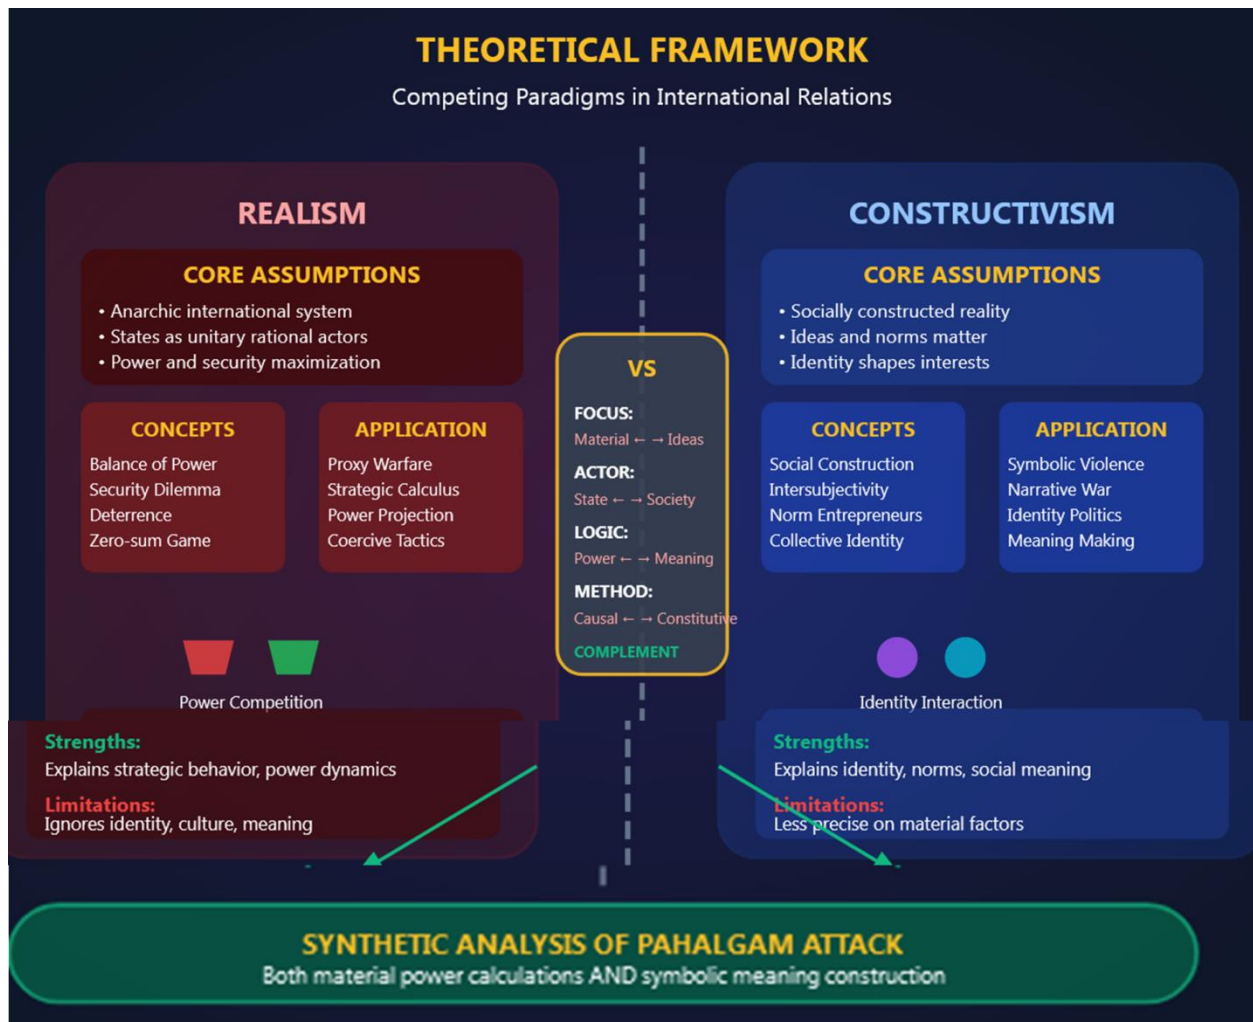 THEORETICAL FRAMEWORK
Competing Paradigms in International Relations
REALISM
CORE ASSUMPTIONS
• Anarchic international system
• States as unitary rational actors
• Power and security maximization
CONCEPTS
Balance of Power
Security Dilemma
Deterrence
Zero-sum Game
APPLICATION
Proxy Warfare
Strategic Calculus
Power Projection
Coercive Tactics
Power Competition
Strengths:
Explains strategic behavior, power dynamics
Limitations:
Ignores identity, culture, meaning
VS
FOCUS:
Material ← → Ideas
ACTOR:
State ← → Society
LOGIC:
Power ← → Meaning
METHOD:
Causal ← → Constitutive
COMPLEMENT
CONSTRUCTIVISM
CORE ASSUMPTIONS
• Socially constructed reality
• Ideas and norms matter
• Identity shapes interests
CONCEPTS
Social Construction
Intersubjectivity
Norm Entrepreneurs
Collective Identity
APPLICATION
Symbolic Violence
Narrative War
Identity Politics
Meaning Making
Identity Interaction
Strengths:
Explains identity, norms, social meaning
Limitations:
Less precise on material factors
SYNTHETIC ANALYSIS OF PAHALGAM ATTACK
Both material power calculations AND symbolic meaning construction